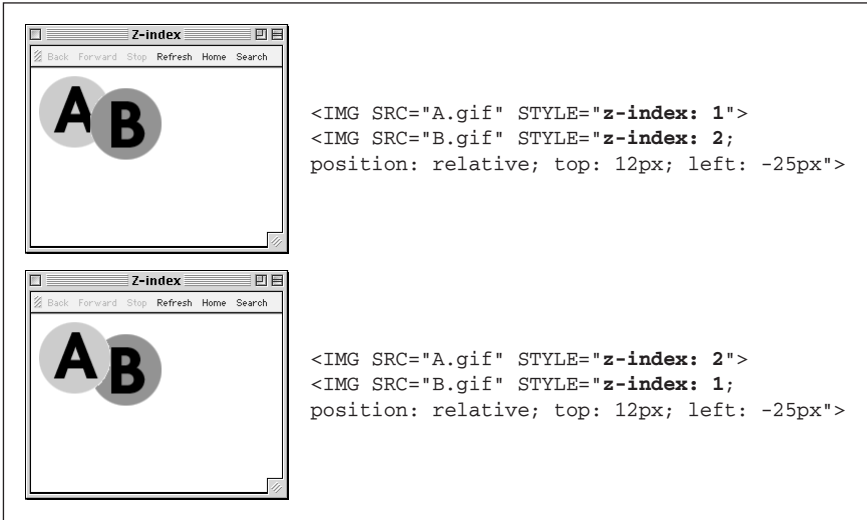 Z-index
Back Forward Stop Refresh Home Search
A
B
<IMG SRC="A.gif" STYLE="z-index: 1">
<IMG SRC="B.gif" STYLE="z-index: 2;
position: relative; top: 12px; left: -25px">
Z-index
Back Forward Stop Refresh Home Search
A
B
<IMG SRC="A.gif" STYLE="z-index: 2">
<IMG SRC="B.gif" STYLE="z-index: 1;
position: relative; top: 12px; left: -25px">